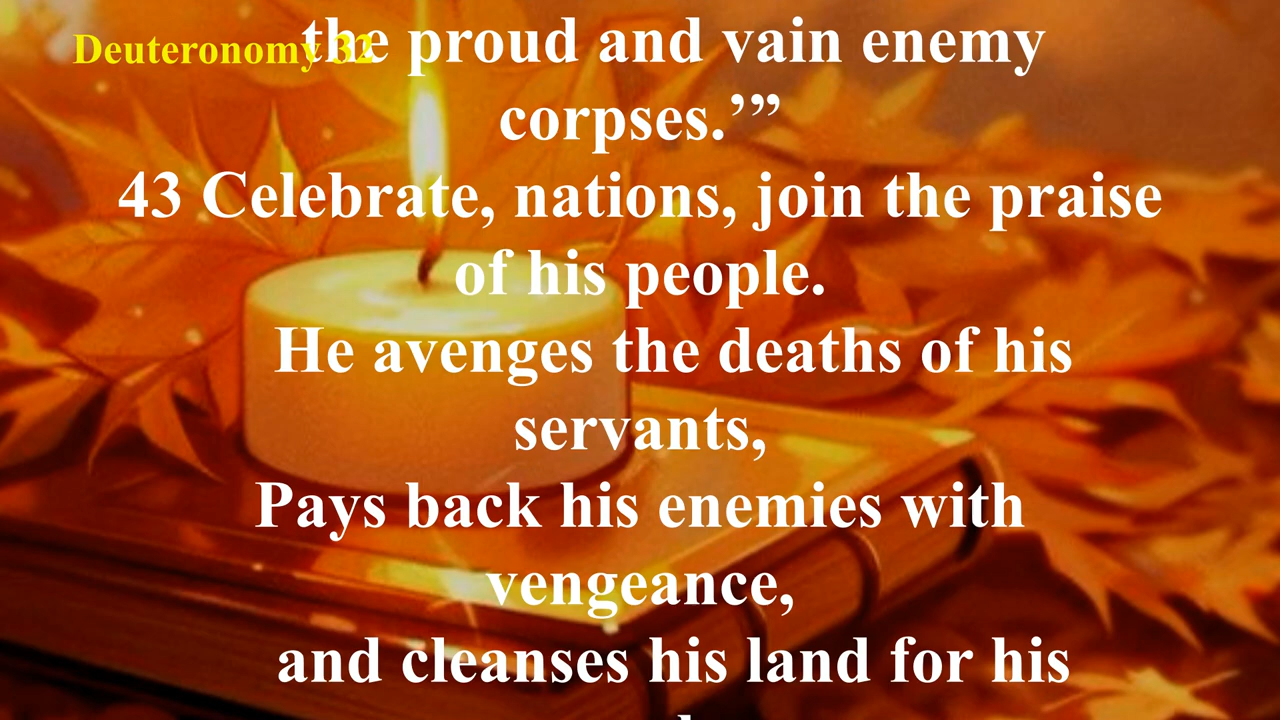 Deuteronomy 32
the proud and vain enemy
corpses.’”
43 Celebrate, nations, join the praise
of his people.
He avenges the deaths of his
servants,
Pays back his enemies with
vengeance,
and cleanses his land for his